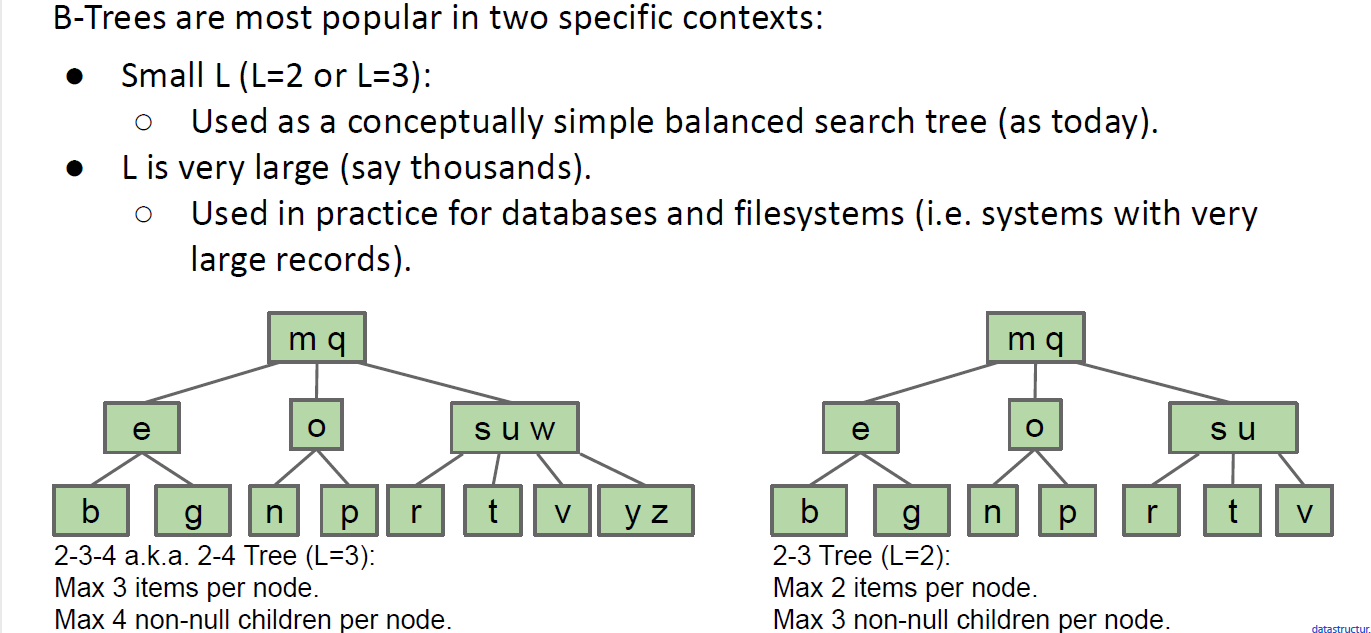 B-Trees are most popular in two specific contexts:
● Small L (L=2 or L=3):
○ Used as a conceptually simple balanced search tree (as today).
● L is very large (say thousands).
○ Used in practice for databases and filesystems (i.e. systems with very
large records).
m q
e
o
s u w
b
g
n
p
r
t
v
y z
2-3-4 a.k.a. 2-4 Tree (L=3):
Max 3 items per node.
Max 4 non-null children per node.
m q
e
o
s u
b
g
n
p
r
t
v
2-3 Tree (L=2):
Max 2 items per node.
Max 3 non-null children per node.
datastructur.